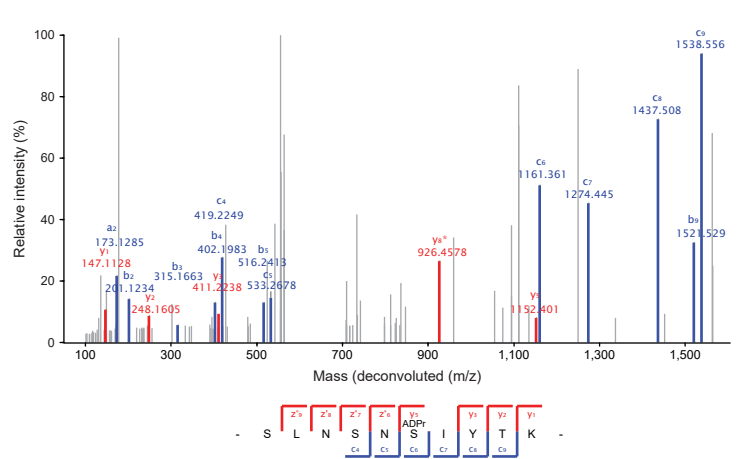 100
80
60
40
20
0
Relative intensity (%)
c₉
1538.556
c₈
1437.508
c₆
1161.361
c₇
1274.445
c₄
419.2249
a₂
173.1285
b₄
402.1983
b₉
1521.529
y₁
147.1128
b₅
516.2413
y₈*
926.4578
b₃
315.1663
b₂
201.1234
y₃
411.2238
c₅
533.2678
y₂
248.1605
y₅
1152.401
100 300 500 700 900 1,100 1,300 1,500
Mass (deconvoluted (m/z)
z˚₉ z'₈ z˚₇ z˚₆ y₅ y₃ y₂ y₁
ADPr
- S L N S N S I Y T K -
c₄ c₅ c₆ c₇ c₈ c₉